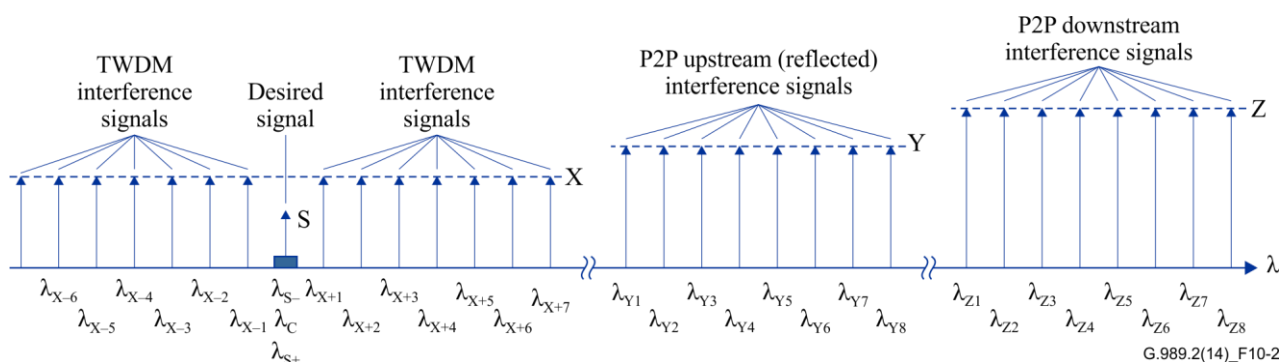 P2P downstream
interference signals
TWDM
interference
signals
Desired
signal
TWDM
interference
signals
P2P upstream (reflected)
interference signals
Z
Y
X
S
λ
λX–6 λX–4 λX–2 λS– λX+1 λX+3 λX+5 λX+7 λY1 λY3 λY5 λY7 λZ1 λZ3 λZ5 λZ7
λX–5 λX–3 λX–1 λC λX+2 λX+4 λX+6 λY2 λY4 λY6 λY8 λZ2 λZ4 λZ6 λZ8
λS+
G.989.2(14)_F10-2